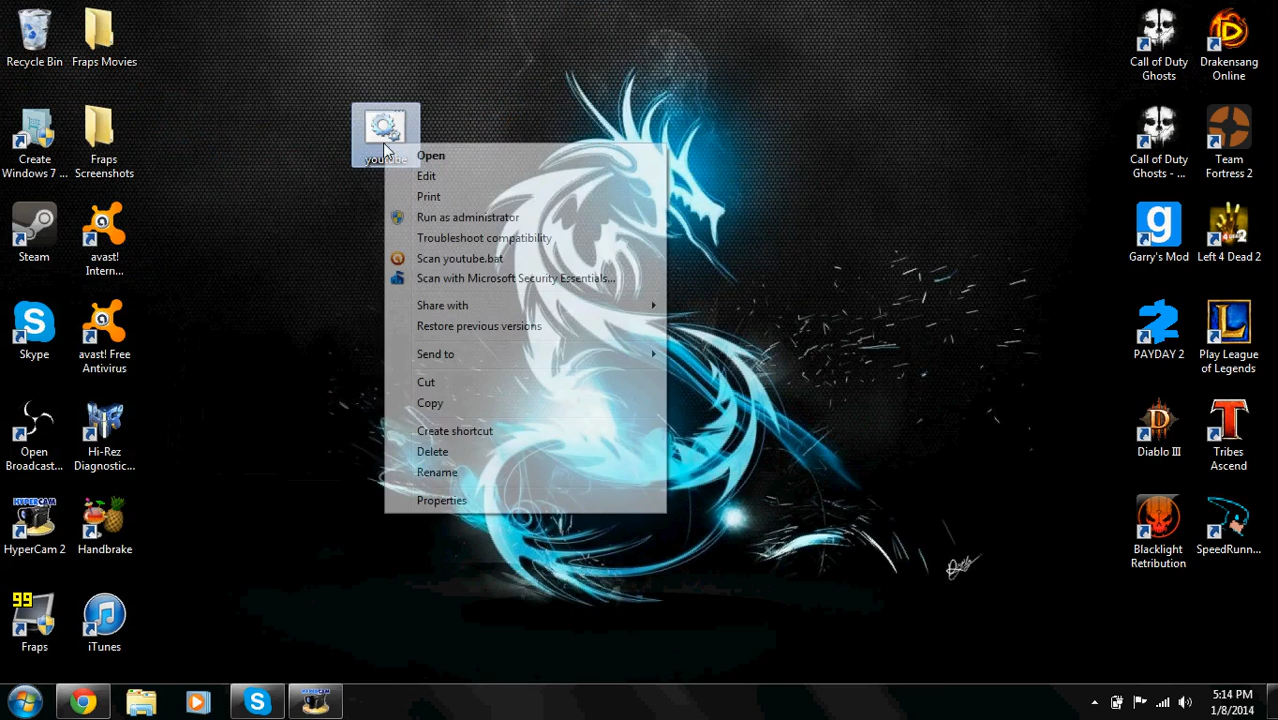 Recycle Bin
Fraps Movies
Create
Windows 7 ...
Fraps
Screenshots
Steam
avast!
Intern...
Skype
avast! Free
Antivirus
Open
Broadcast...
Hi-Rez
Diagnostic...
HYPERCAM
HyperCam 2
Handbrake
99
Fraps
iTunes
youtube
Open
Edit
Print
Run as administrator
Troubleshoot compatibility
Scan youtube.bat
Scan with Microsoft Security Essentials...
Share with
Restore previous versions
Send to
Cut
Copy
Create shortcut
Delete
Rename
Properties
Call of Duty
Ghosts
Drakensang
Online
Call of Duty
Ghosts - ...
Team
Fortress 2
Garry's Mod
Left 4 Dead 2
PAYDAY 2
Play League
of Legends
Diablo III
Tribes
Ascend
Blacklight
Retribution
SpeedRunn...
5:14 PM
1/8/2014